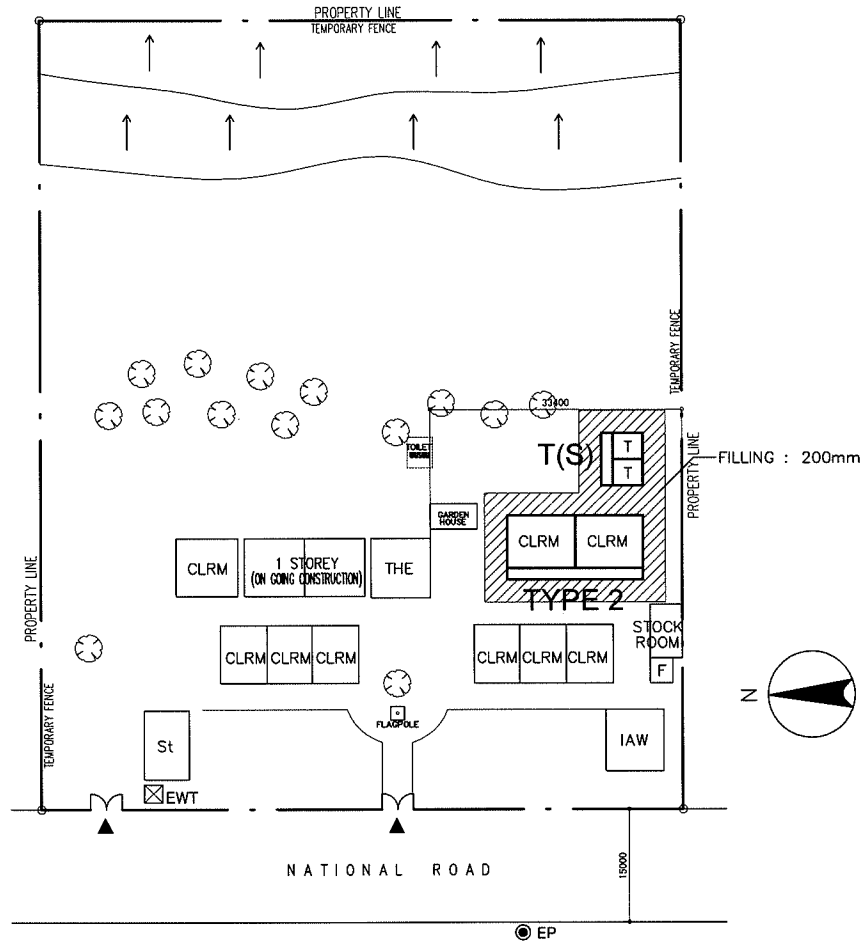 PROPERTY LINE
TEMPORARY FENCE
TEMPORARY FENCE
33400
T(S)
T
T
PROPERTY LINE
FILLING : 200mm
TOILET
GARDEN
HOUSE
CLRM
1 STOREY
(ON GOING CONSTRUCTION)
THE
CLRM
CLRM
TYPE 2
PROPERTY LINE
STOCK
ROOM
F
CLRM
CLRM
CLRM
CLRM
CLRM
CLRM
N
TEMPORARY FENCE
FLAGPOLE
St
IAW
EWT
NATIONAL ROAD
15000
EP